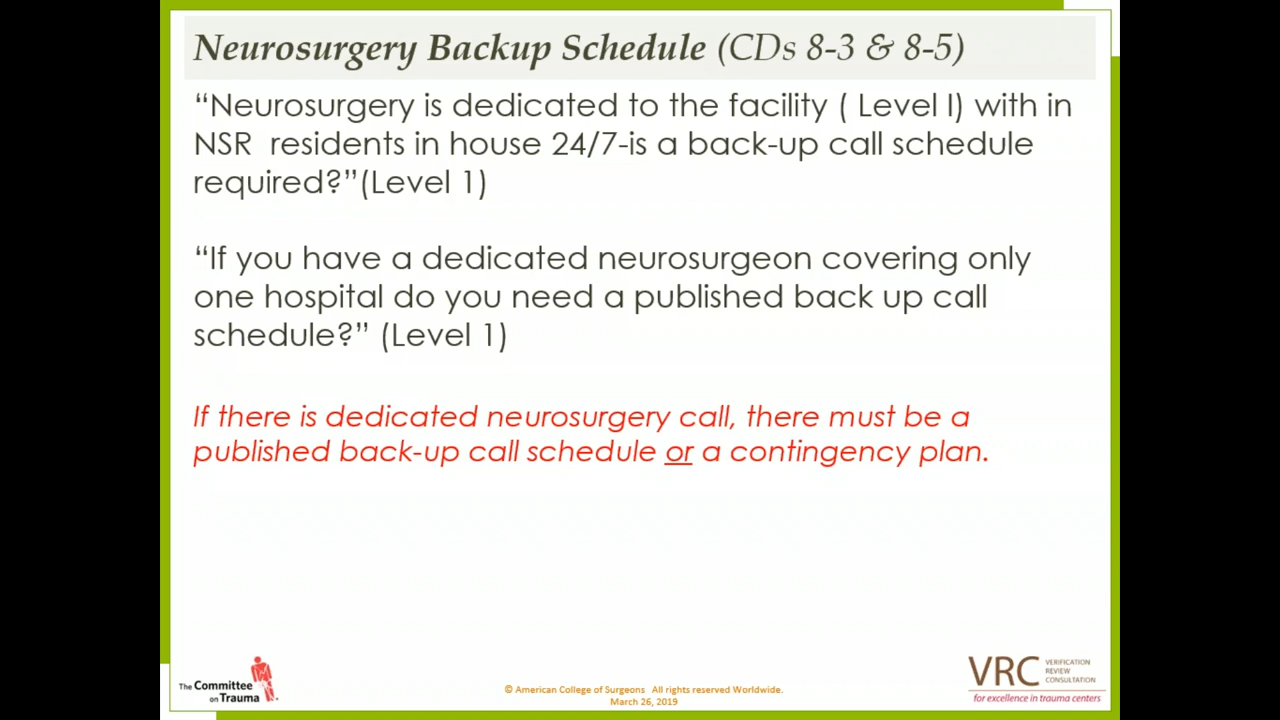 Neurosurgery Backup Schedule (CDs 8-3 & 8-5)
“Neurosurgery is dedicated to the facility ( Level I) with in
NSR  residents in house 24/7-is a back-up call schedule
required?”(Level 1)
“If you have a dedicated neurosurgeon covering only
one hospital do you need a published back up call
schedule?” (Level 1)
If there is dedicated neurosurgery call, there must be a
published back-up call schedule or a contingency plan.
The Committee
on Trauma
© American College of Surgeons   All rights reserved Worldwide.
March 26, 2019
VRC
VERIFICATION
REVIEW
CONSULTATION
for excellence in trauma centers